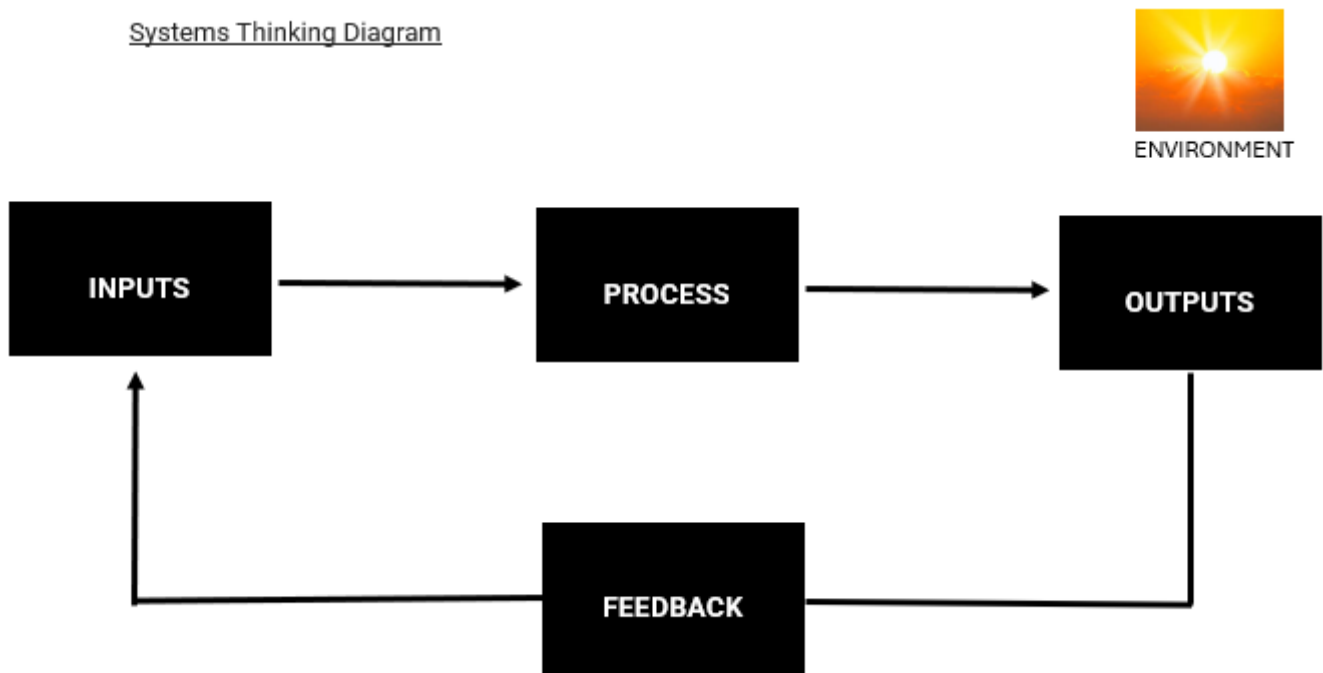 Systems Thinking Diagram
ENVIRONMENT
INPUTS
PROCESS
OUTPUTS
FEEDBACK